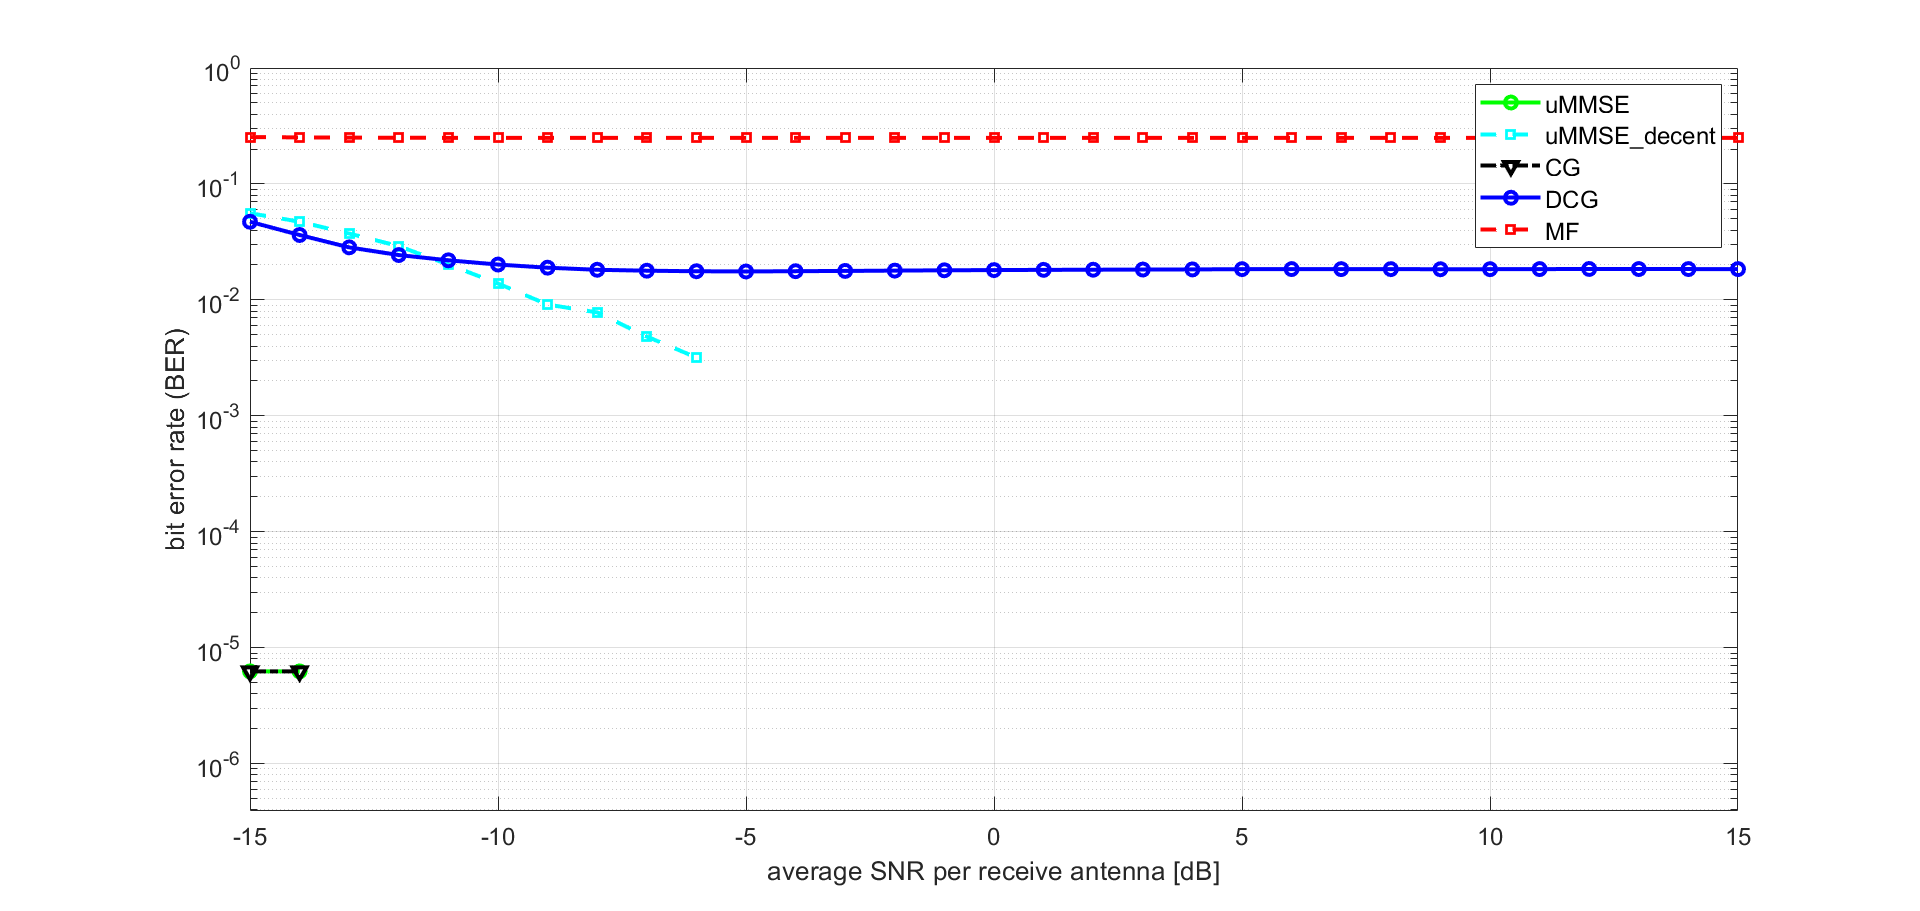 10^0
10^-1
10^-2
10^-3
10^-4
10^-5
10^-6
bit error rate (BER)
-15
-10
-5
0
5
10
15
average SNR per receive antenna [dB]
uMMSE
uMMSE_decent
CG
DCG
MF